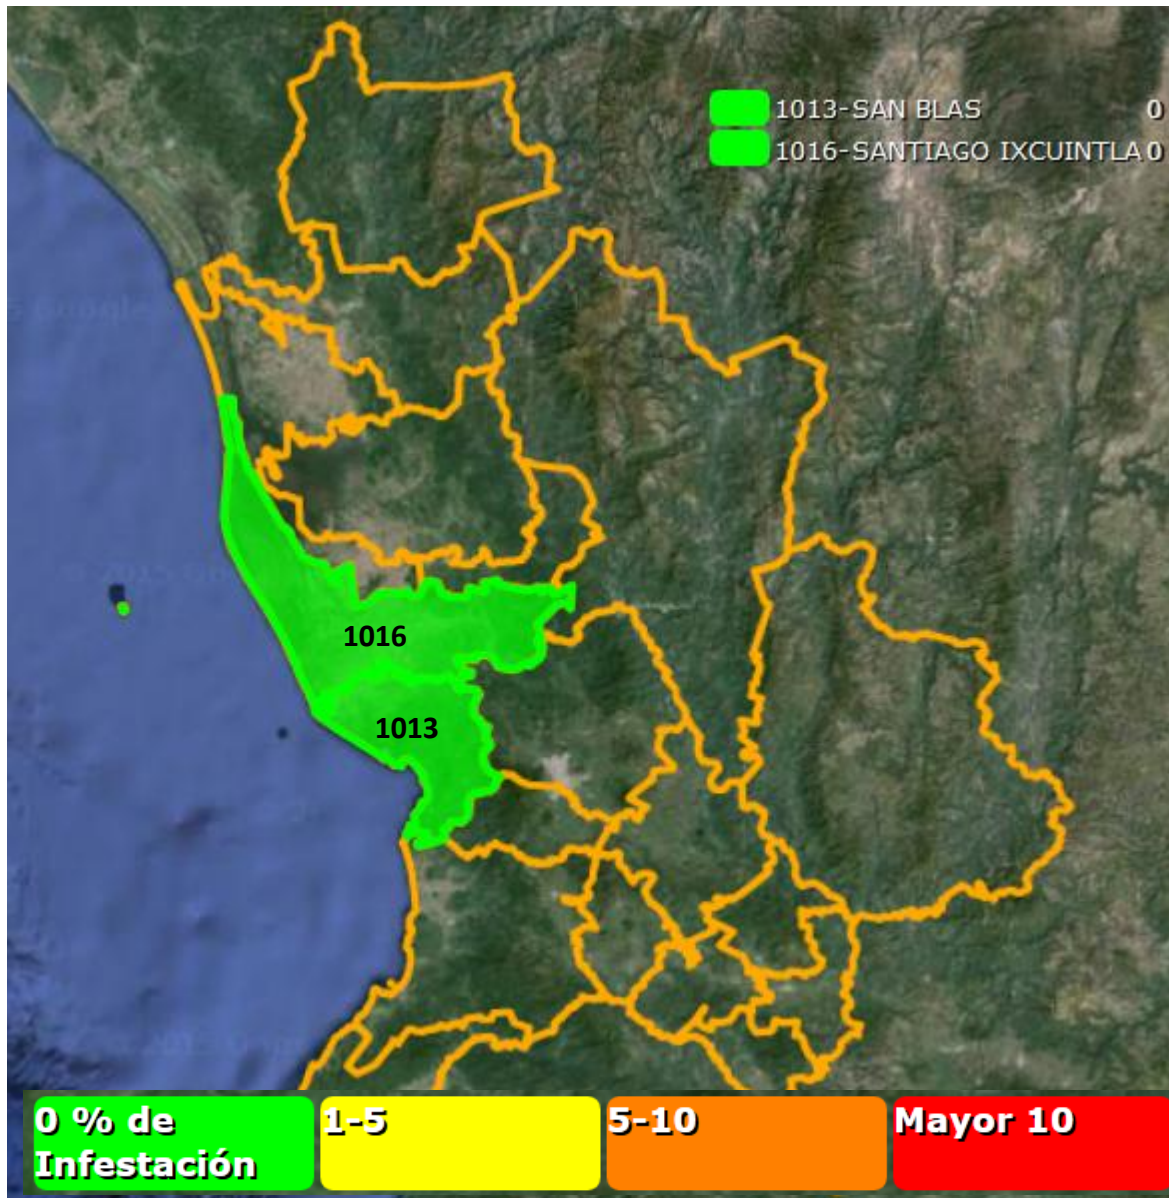 1013-SAN BLAS 0
1016-SANTIAGO IXCUINTLA 0
1016
1013
0 % de
Infestación
1-5
5-10
Mayor 10